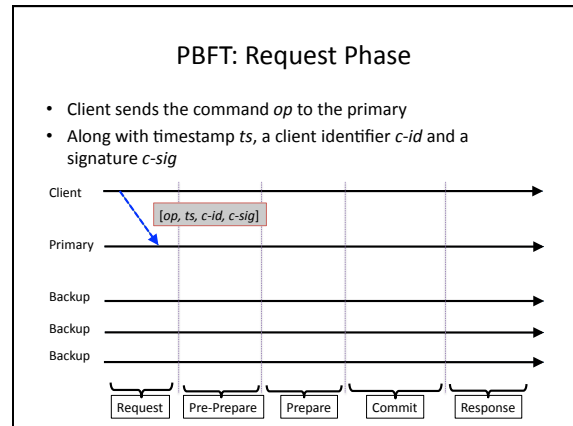 PBFT: Request Phase
• Client sends the command op to the primary
• Along with timestamp ts, a client identifier c-id and a
signature c-sig
Client
[op, ts, c-id, c-sig]
Primary
Backup
Backup
Backup
Request
Pre-Prepare
Prepare
Commit
Response